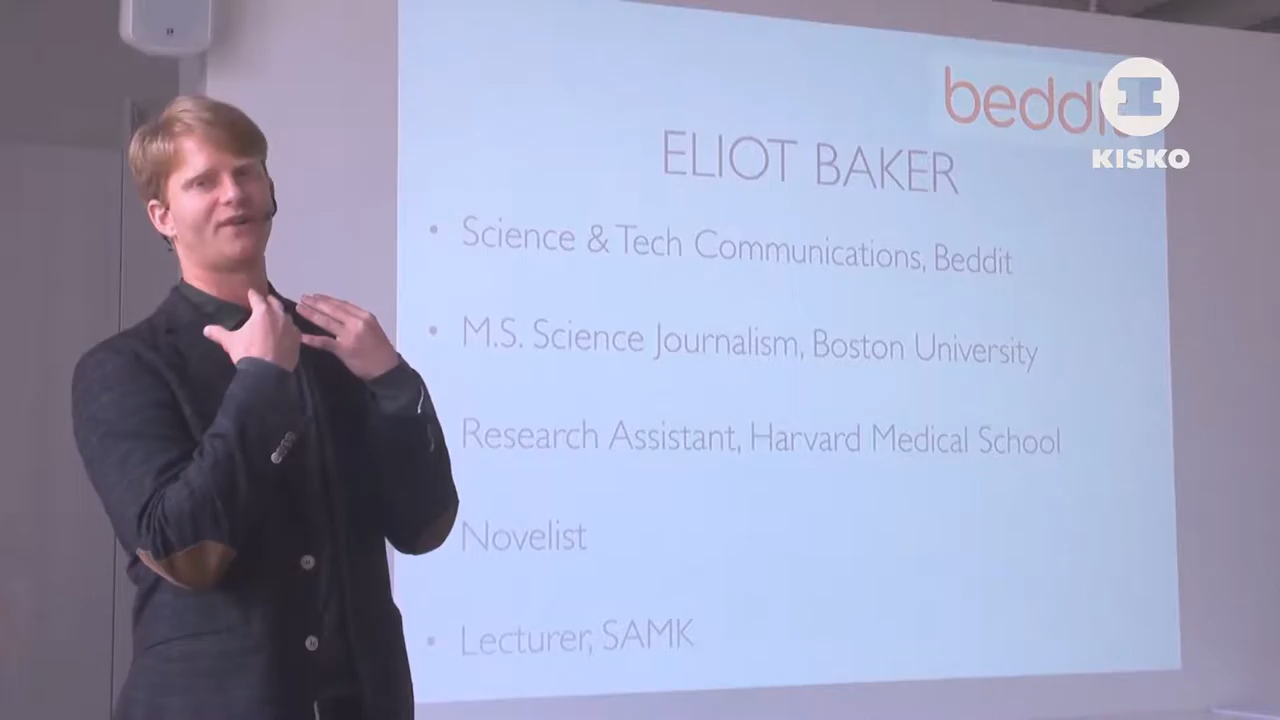 beddit
KISKO
ELIOT BAKER
• Science & Tech Communications, Beddit
• M.S. Science Journalism, Boston University
Research Assistant, Harvard Medical School
Novelist
• Lecturer, SAMK